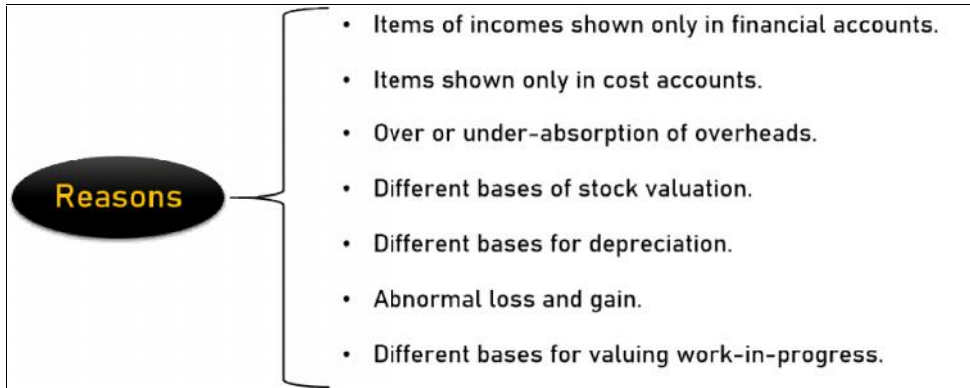 Reasons
• Items of incomes shown only in financial accounts.
• Items shown only in cost accounts.
• Over or under-absorption of overheads.
• Different bases of stock valuation.
• Different bases for depreciation.
• Abnormal loss and gain.
• Different bases for valuing work-in-progress.